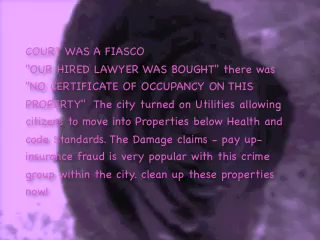 COURT WAS A FIASCO
"OUR HIRED LAWYER WAS BOUGHT" there was
"NO CERTIFICATE OF OCCUPANCY ON THIS
PROPERTY" The city turned on Utilities allowing
citizens to move into Properties below Health and
code Standards. The Damage claims - pay up-
insurance fraud is very popular with this crime
group within the city. clean up these properties
now!